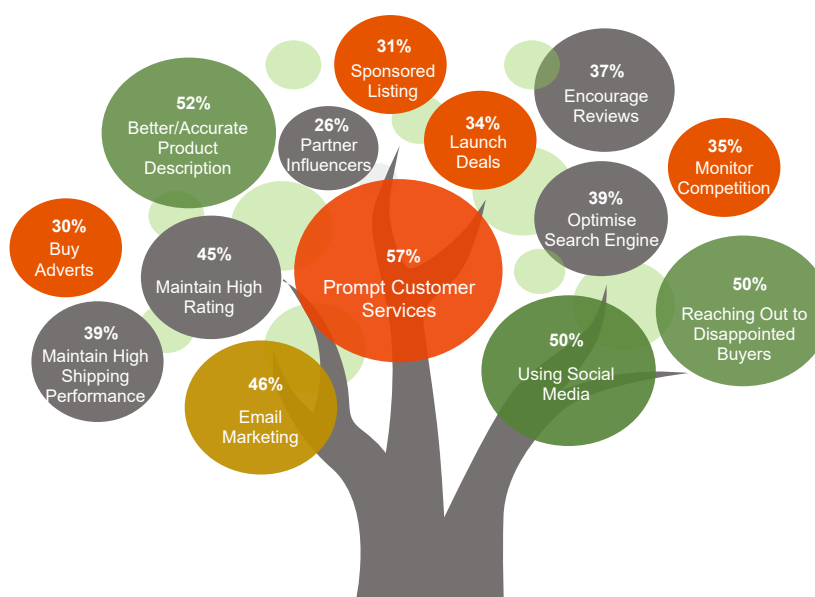 31%
Sponsored
Listing
37%
Encourage
Reviews
52%
Better/Accurate
Product
Description
26%
Partner
Influencers
34%
Launch
Deals
35%
Monitor
Competition
39%
Optimise
Search Engine
30%
Buy
Adverts
45%
Maintain High
Rating
57%
Prompt Customer
Services
50%
Reaching Out to
Disappointed
Buyers
39%
Maintain High
Shipping
Performance
50%
Using Social
Media
46%
Email
Marketing